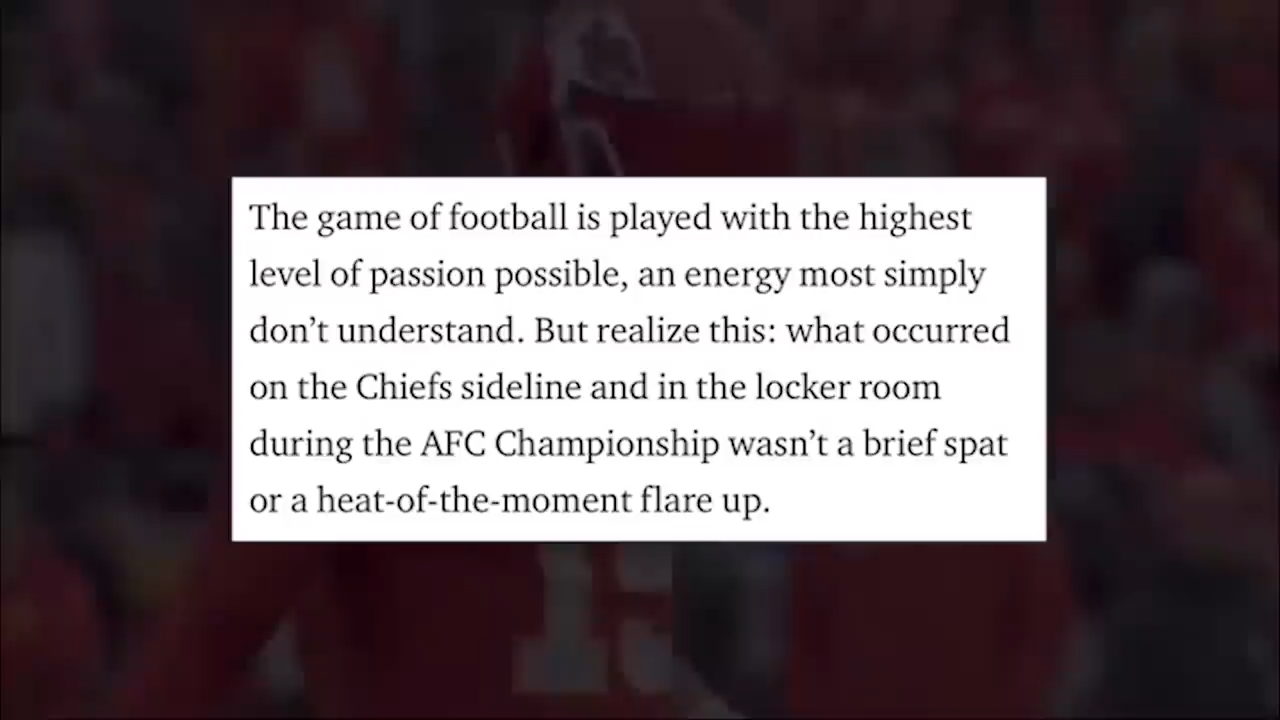 The game of football is played with the highest
level of passion possible, an energy most simply
don’t understand. But realize this: what occurred
on the Chiefs sideline and in the locker room
during the AFC Championship wasn’t a brief spat
or a heat-of-the-moment flare up.
15